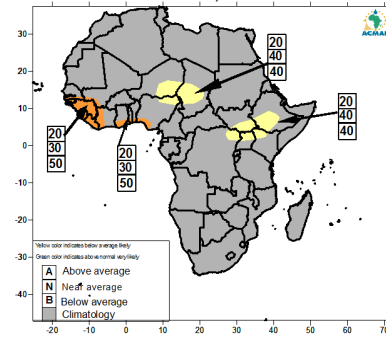 ACMAD
30
20
10
0
-10
-20
-30
-40
20
40
40
20
40
40
20
30
50
20
30
50
Yellow color indicates below average likely
Green color indicates above normal very likely
A Above average
N Near average
B Below average
Climatology
-20 -10 0 10 20 30 40 50 60 70